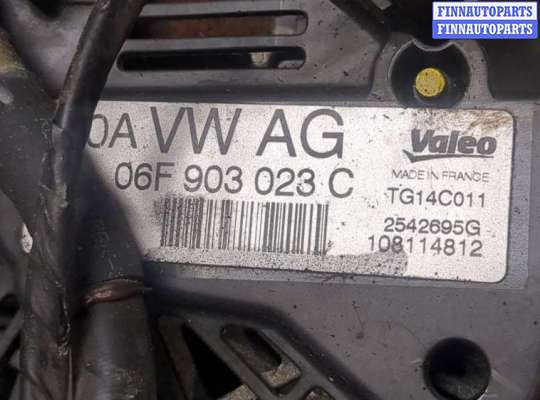 FINNAUTOPARTS
FINNAUTOPARTS
0A VW AG
06F 903 023 C
Valeo
MADE IN FRANCE
TG14C011
2542695G
108114812